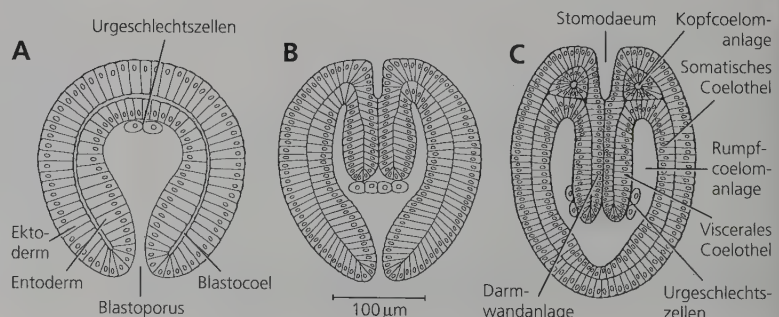 A
Urgeschlechtszellen
Ekto-
derm
Entoderm
Blastoporus
Blastocoel
B
100 µm
C
Stomodaeum
Kopfcoelom-
anlage
Somatisches
Coelothel
Rumpf-
coelom-
anlage
Viscerales
Coelothel
Urgeschlechts-
zellen
Darm-
wandanlage